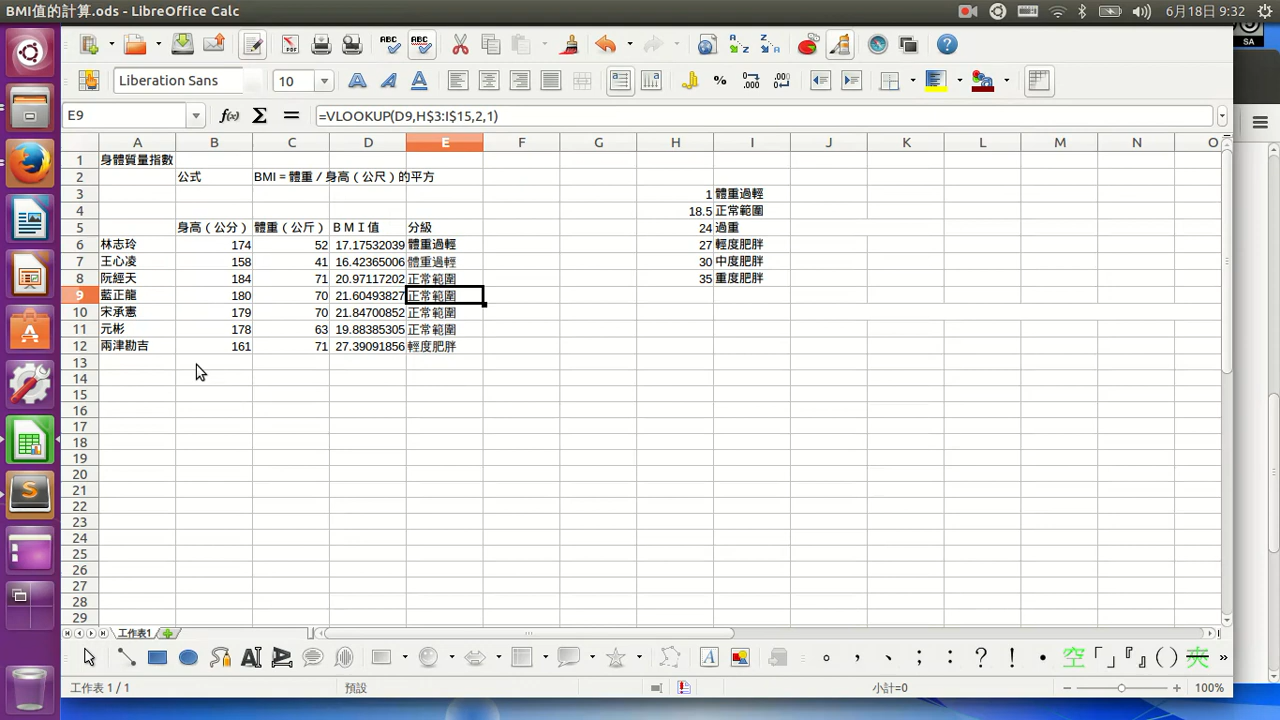 BMI值的計算.ods - LibreOffice Calc
6月18日 9:32
SA
Liberation Sans 10
E9 =VLOOKUP(D9,H$3:I$15,2,1)
A B C D E F G H I J K L M N O
1 身體質量指數
2 公式 BMI = 體重 / 身高（公尺）的平方
3 1 體重過輕
4 18.5 正常範圍
5 身高（公分） 體重（公斤） ＢＭＩ值 分級 24 過重
6 林志玲 174 52 17.17532039 體重過輕 27 輕度肥胖
7 王心凌 158 41 16.42365006 體重過輕 30 中度肥胖
8 阮經天 184 71 20.97117202 正常範圍 35 重度肥胖
9 藍正龍 180 70 21.60493827 正常範圍
10 宋承憲 179 70 21.84700852 正常範圍
11 元彬 178 63 19.88385305 正常範圍
12 兩津勘吉 161 71 27.39091856 輕度肥胖
13
14
15
16
17
18
19
20
21
22
23
24
25
26
27
28
29
工作表1
空 「」 『』 () 夾
工作表 1 / 1 預設 小計=0 100%